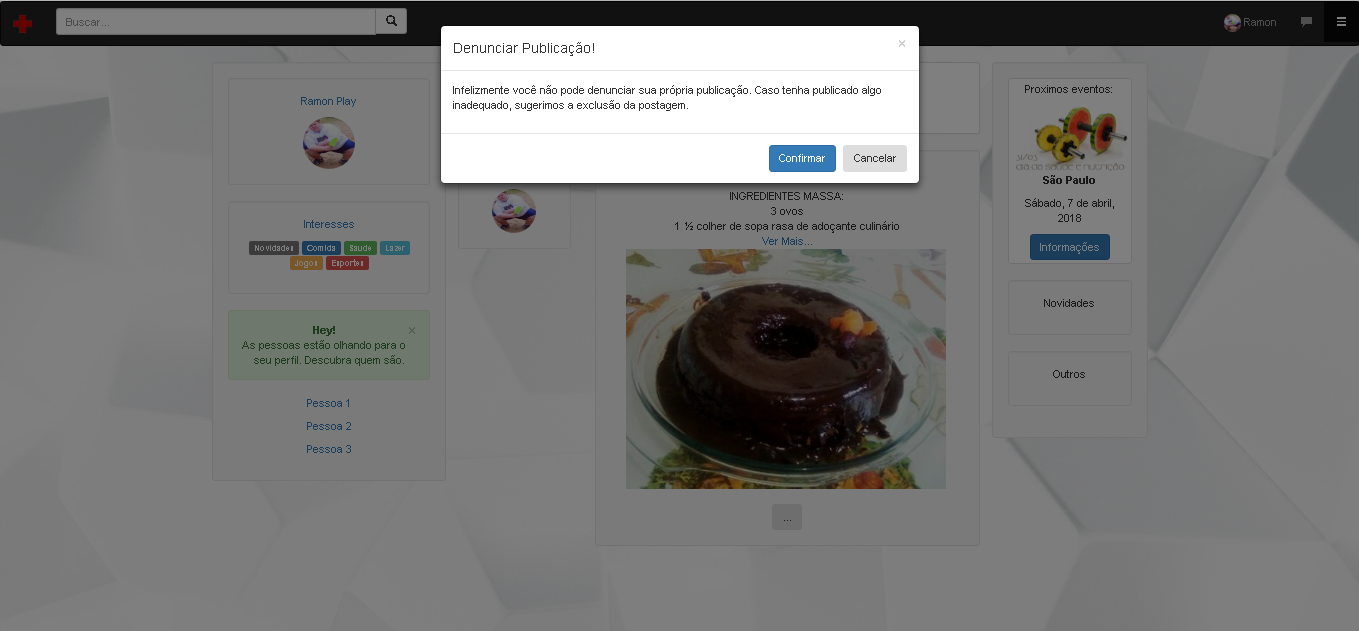 Buscar...
Ramon
Denunciar Publicação!
×
Infelizmente você não pode denunciar sua própria publicação. Caso tenha publicado algo
inadequado, sugerimos a exclusão da postagem.
Confirmar
Cancelar
Ramon Play
Interesses
Novidades
Comida
Saude
Lazer
Jogos
Esportes
Hey!
×
As pessoas estão olhando para o
seu perfil. Descubra quem são.
Pessoa 1
Pessoa 2
Pessoa 3
INGREDIENTES MASSA:
3 ovos
1 ½ colher de sopa rasa de adoçante culinário
Ver Mais...
...
Proximos eventos:
31/03
dia da saúde e nutrição
São Paulo
Sábado, 7 de abril,
2018
Informações
Novidades
Outros